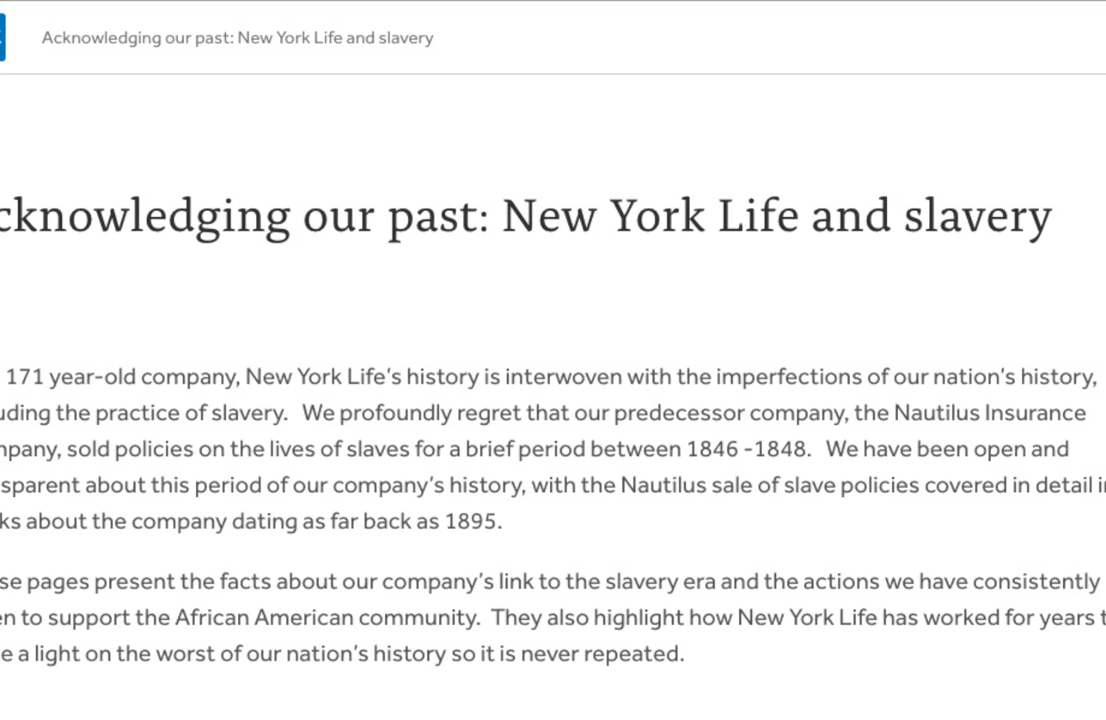 Acknowledging our past: New York Life and slavery
cknowledging our past: New York Life and slavery
171 year-old company, New York Life's history is interwoven with the imperfections of our nation's history,
uding the practice of slavery. We profoundly regret that our predecessor company, the Nautilus Insurance
mpany, sold policies on the lives of slaves for a brief period between 1846 -1848. We have been open and
sparent about this period of our company's history, with the Nautilus sale of slave policies covered in detail i
ks about the company dating as far back as 1895.
se pages present the facts about our company's link to the slavery era and the actions we have consistently
en to support the African American community. They also highlight how New York Life has worked for years t
e a light on the worst of our nation's history so it is never repeated.